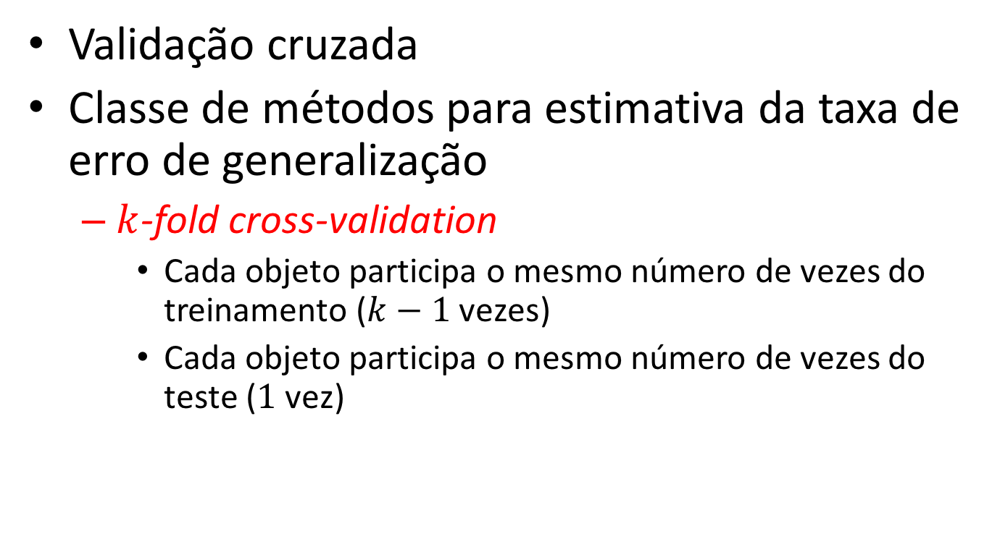 • Validação cruzada
• Classe de métodos para estimativa da taxa de
erro de generalização
– k-fold cross-validation
• Cada objeto participa o mesmo número de vezes do
treinamento (k − 1 vezes)
• Cada objeto participa o mesmo número de vezes do
teste (1 vez)